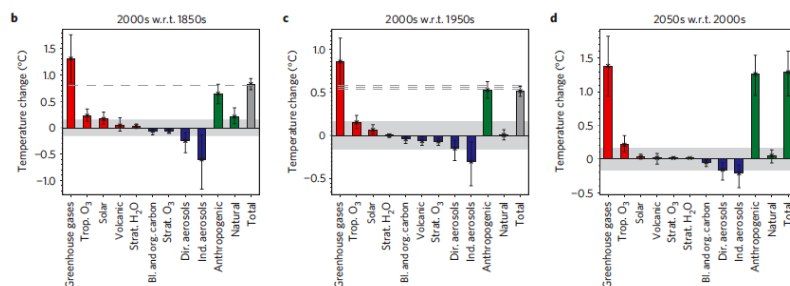 b 2000s w.r.t. 1850s
Temperature change (°C)
1.5
1.0
0.5
0
−0.5
−1.0
Greenhouse gases
Trop. O3
Solar
Volcanic
Strat. H2O
Bl. and org. carbon
Strat. O3
Dir. aerosols
Ind. aerosols
Anthropogenic
Natural
Total
c 2000s w.r.t. 1950s
Temperature change (°C)
1.0
0.5
0
−0.5
Greenhouse gases
Trop. O3
Solar
Strat. H2O
Bl. and org. carbon
Volcanic
Strat. O3
Dir. aerosols
Ind. aerosols
Anthropogenic
Natural
Total
d 2050s w.r.t. 2000s
Temperature change (°C)
1.5
1.0
0.5
0
−0.5
Greenhouse gases
Trop. O3
Solar
Volcanic
Strat. O3
Strat. H2O
Bl. and org. carbon
Dir. aerosols
Ind. aerosols
Anthropogenic
Natural
Total